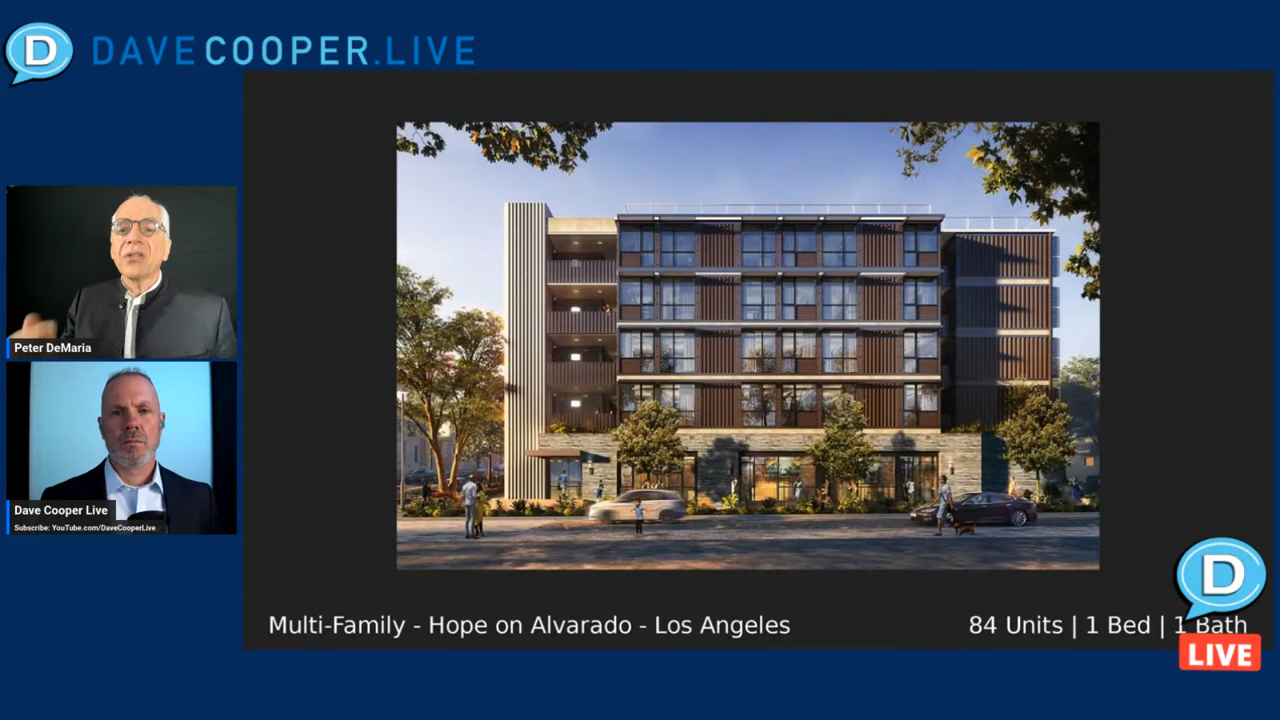 D DAVECOOPER.LIVE
Peter DeMaria
Dave Cooper Live
Subscribe: YouTube.com/DaveCooperLive
Multi-Family - Hope on Alvarado - Los Angeles
84 Units | 1 Bed | 1 Bath
D
LIVE